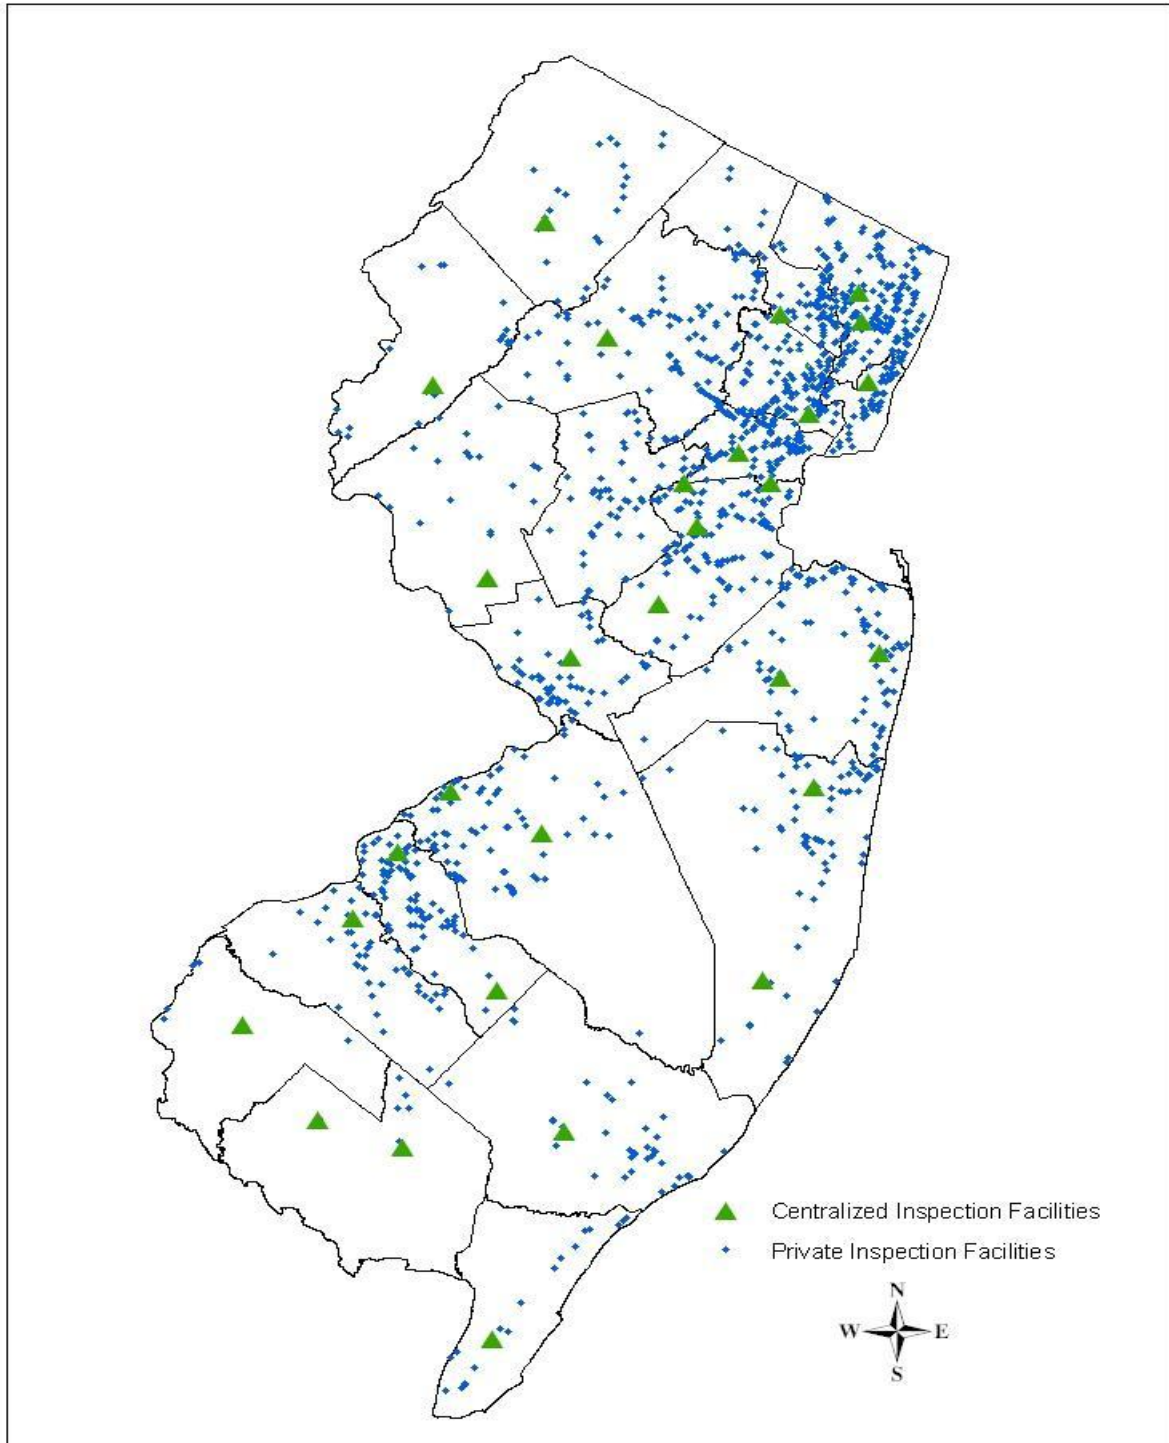 Centralized Inspection Facilities
Private Inspection Facilities
N
W E
S